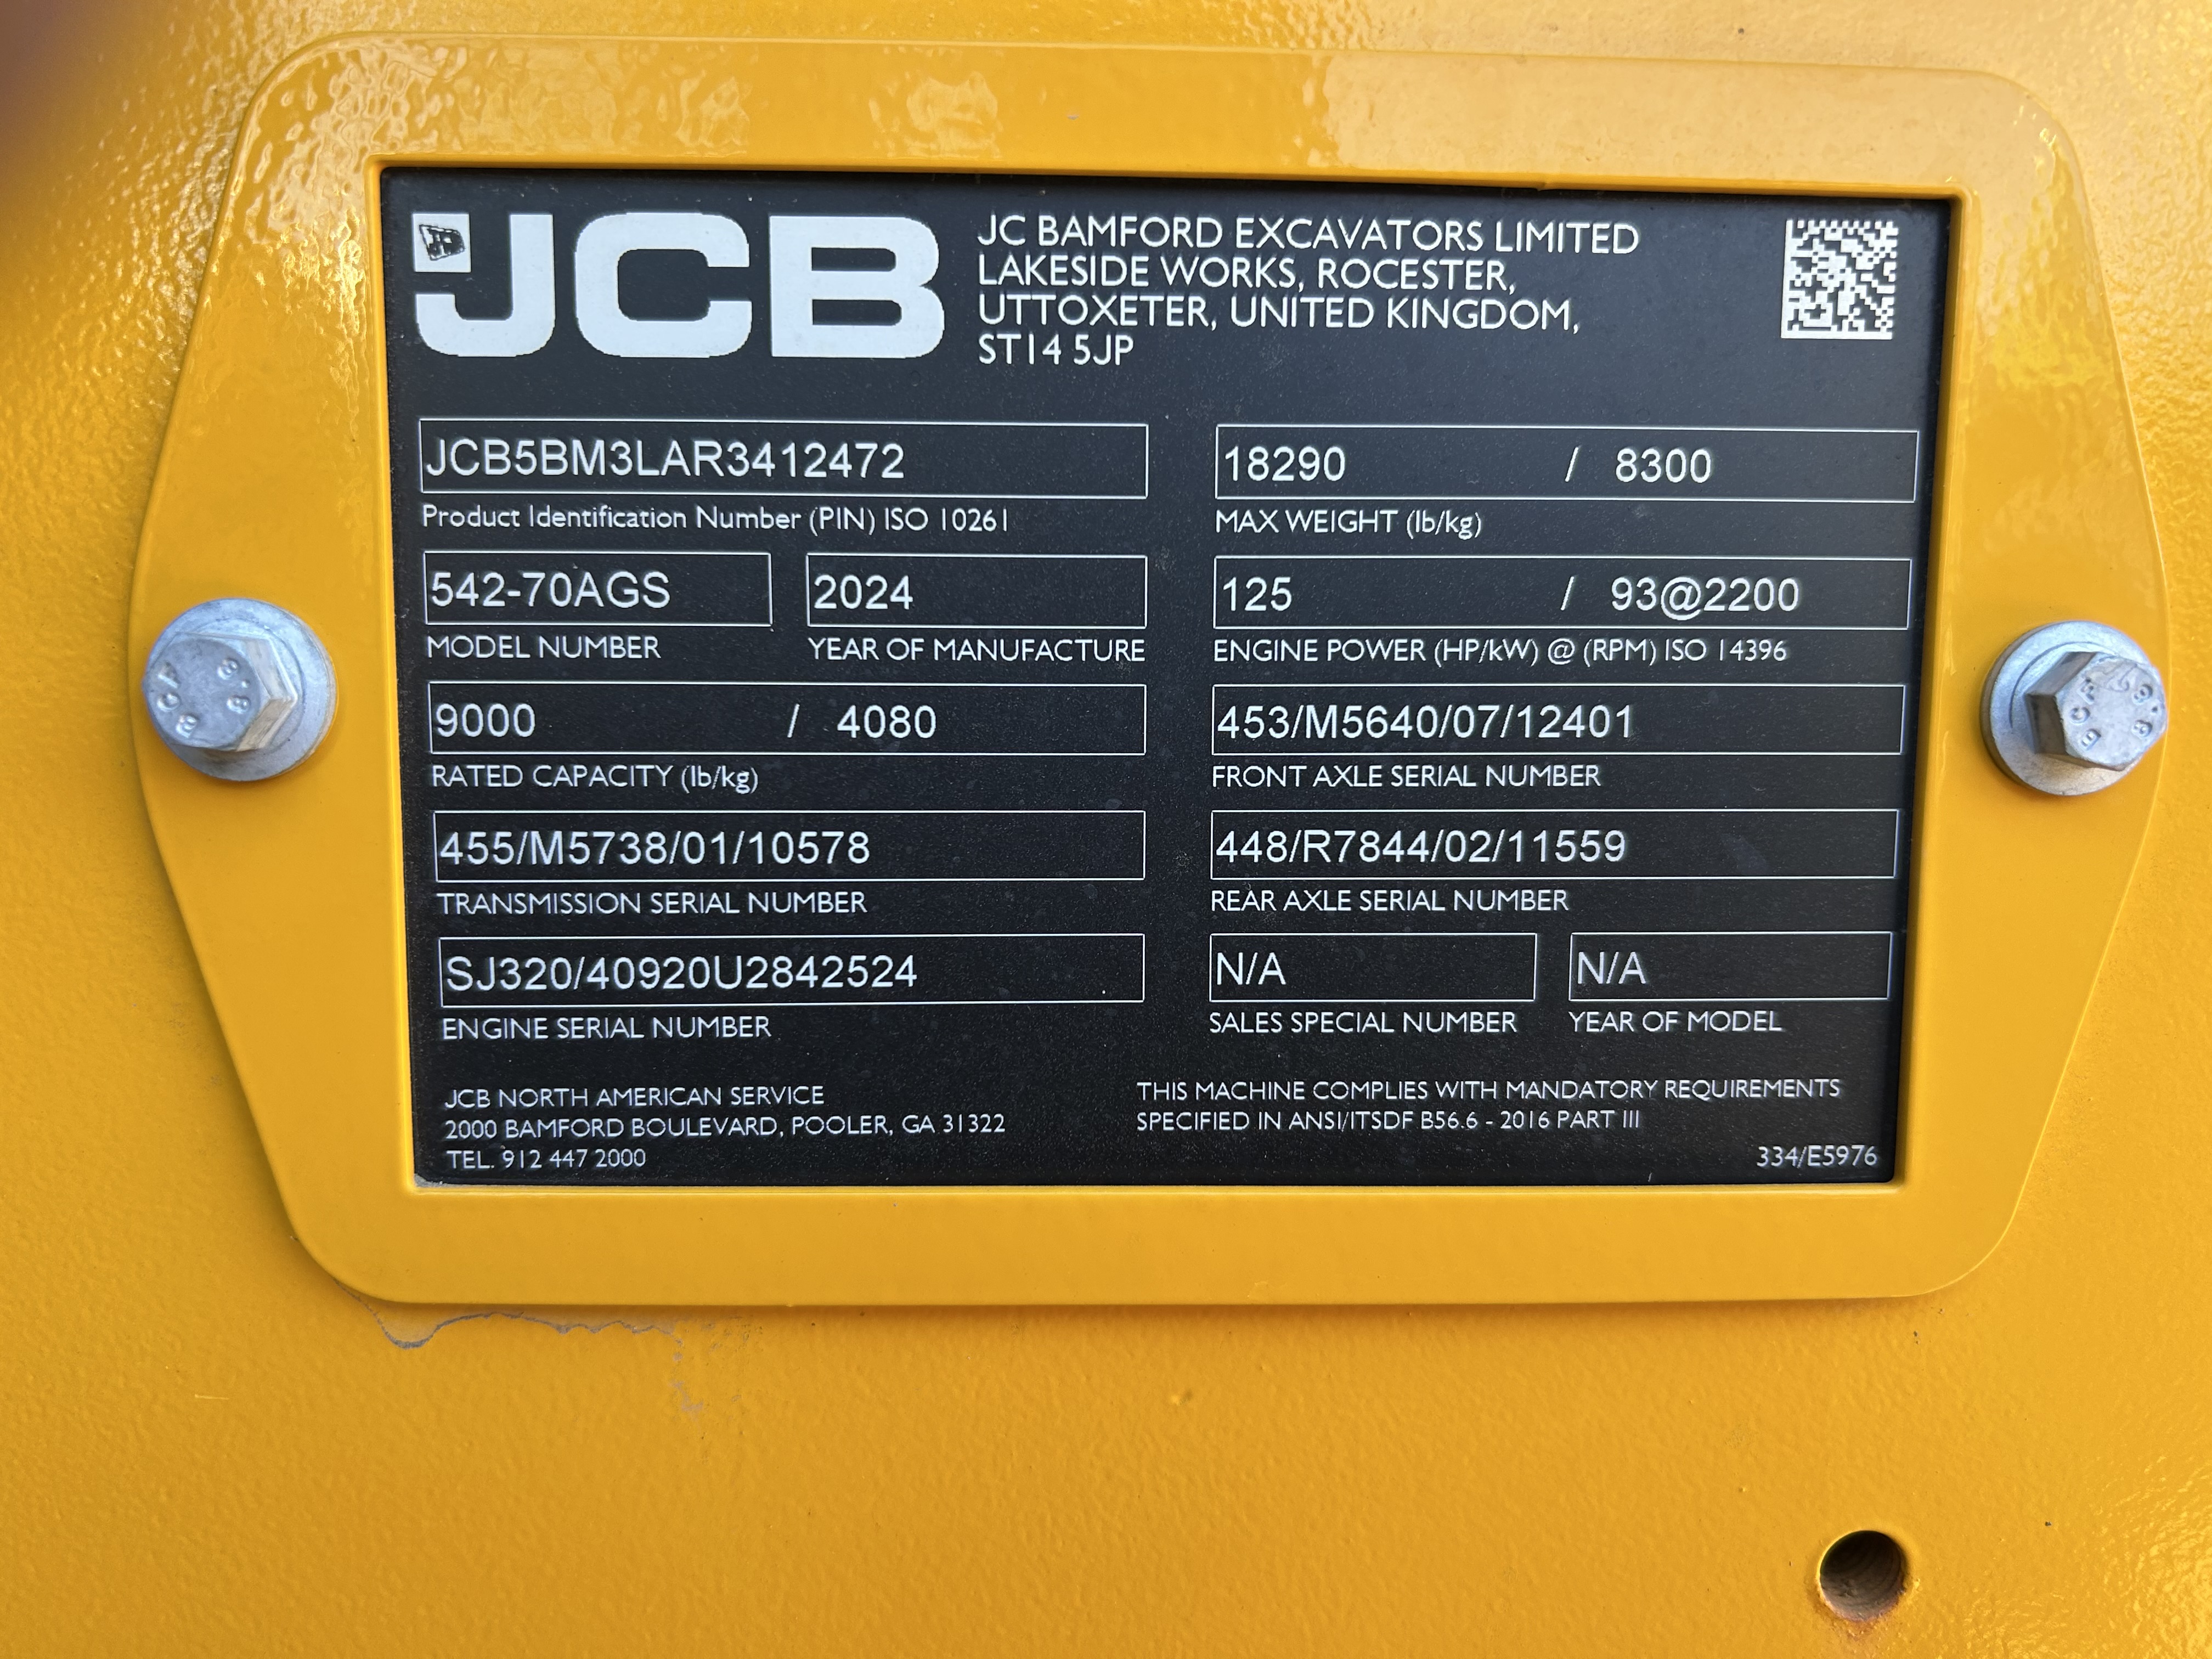 JCB
JC BAMFORD EXCAVATORS LIMITED
LAKESIDE WORKS, ROCESTER,
UTTOXETER, UNITED KINGDOM,
ST14 5JP
JCB5BM3LAR3412472
Product Identification Number (PIN) ISO 10261
18290 / 8300
MAX WEIGHT (lb/kg)
542-70AGS
MODEL NUMBER
2024
YEAR OF MANUFACTURE
125 / 93@2200
ENGINE POWER (HP/kW) @ (RPM) ISO 14396
9000 / 4080
RATED CAPACITY (lb/kg)
453/M5640/07/12401
FRONT AXLE SERIAL NUMBER
455/M5738/01/10578
TRANSMISSION SERIAL NUMBER
448/R7844/02/11559
REAR AXLE SERIAL NUMBER
SJ320/40920U2842524
ENGINE SERIAL NUMBER
N/A
SALES SPECIAL NUMBER
N/A
YEAR OF MODEL
JCB NORTH AMERICAN SERVICE
2000 BAMFORD BOULEVARD, POOLER, GA 31322
TEL. 912 447 2000
THIS MACHINE COMPLIES WITH MANDATORY REQUIREMENTS
SPECIFIED IN ANSI/ITSDF B56.6 - 2016 PART III
334/E5976